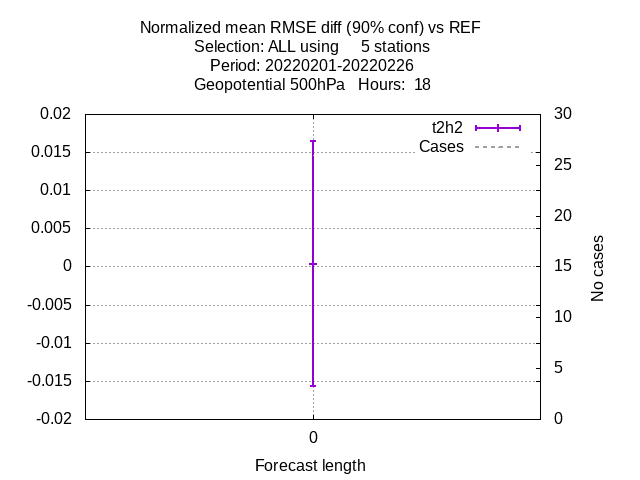 Normalized mean RMSE diff (90% conf) vs REF
Selection: ALL using     5 stations
Period: 20220201-20220226
Geopotential 500hPa   Hours:  18
t2h2
Cases
0.02
0.015
0.01
0.005
0
-0.005
-0.01
-0.015
-0.02
30
25
20
15
10
5
0
No cases
0
Forecast length